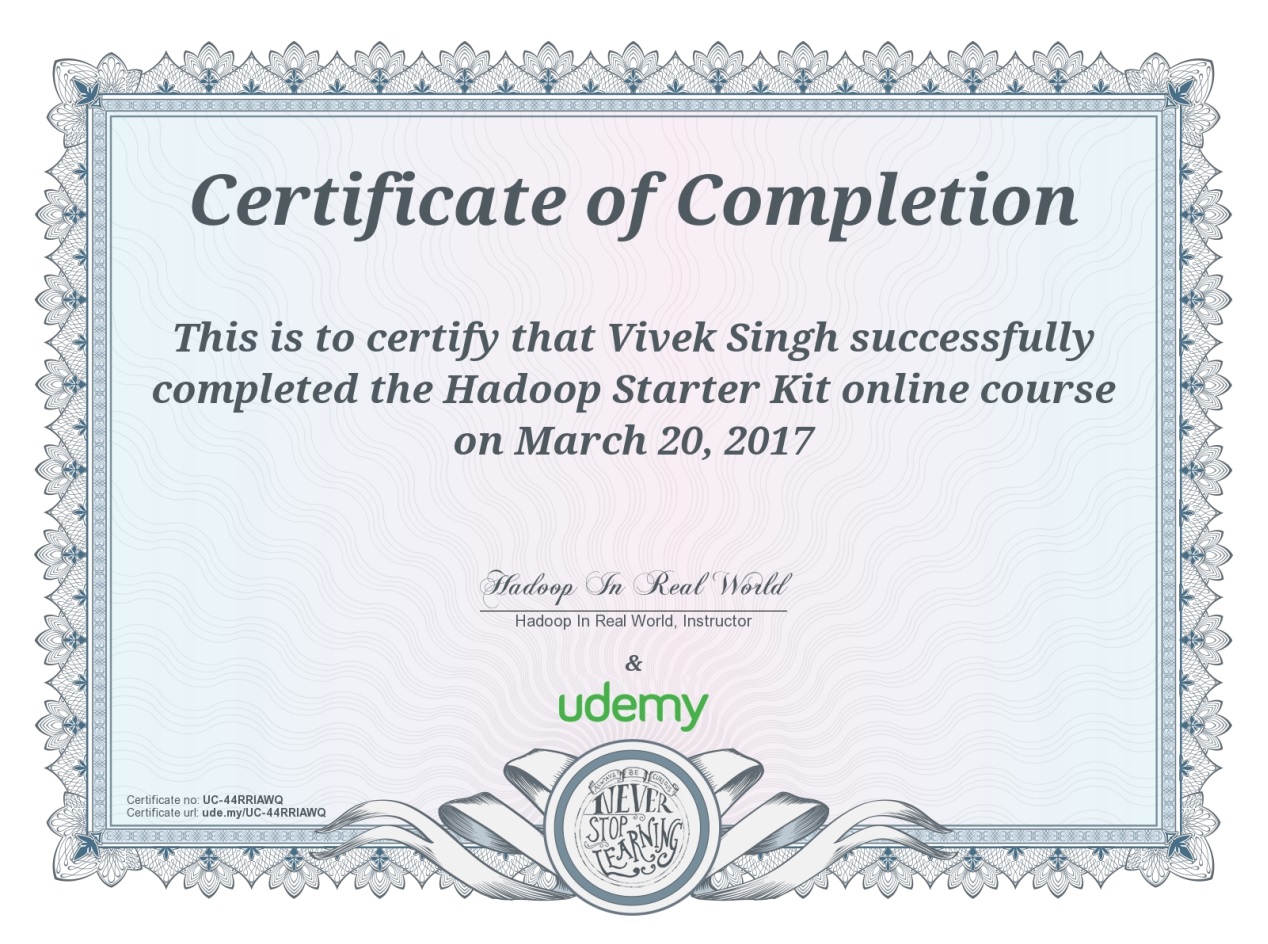 Certificate of Completion
This is to certify that Vivek Singh successfully
completed the Hadoop Starter Kit online course
on March 20, 2017
Hadoop In Real World
Hadoop In Real World, Instructor
&
udemy
Certificate no: UC-44RRIAWQ
Certificate url: ude.my/UC-44RRIAWQ
ALWAYS BE CURIOUS
NEVER
STOP
LEARNING